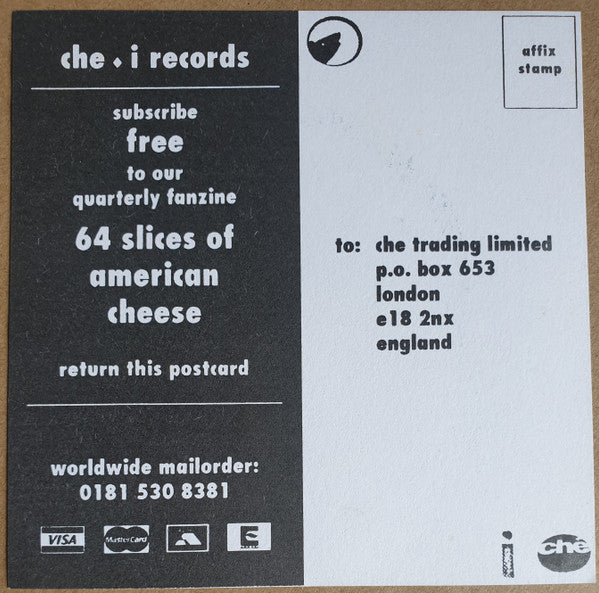 che • i records
subscribe
free
to our
quarterly fanzine
64 slices of
american
cheese
return this postcard
worldwide mailorder:
0181 530 8381
VISA
MasterCard
affix
stamp
to: che trading limited
p.o. box 653
london
e18 2nx
england
i
chê